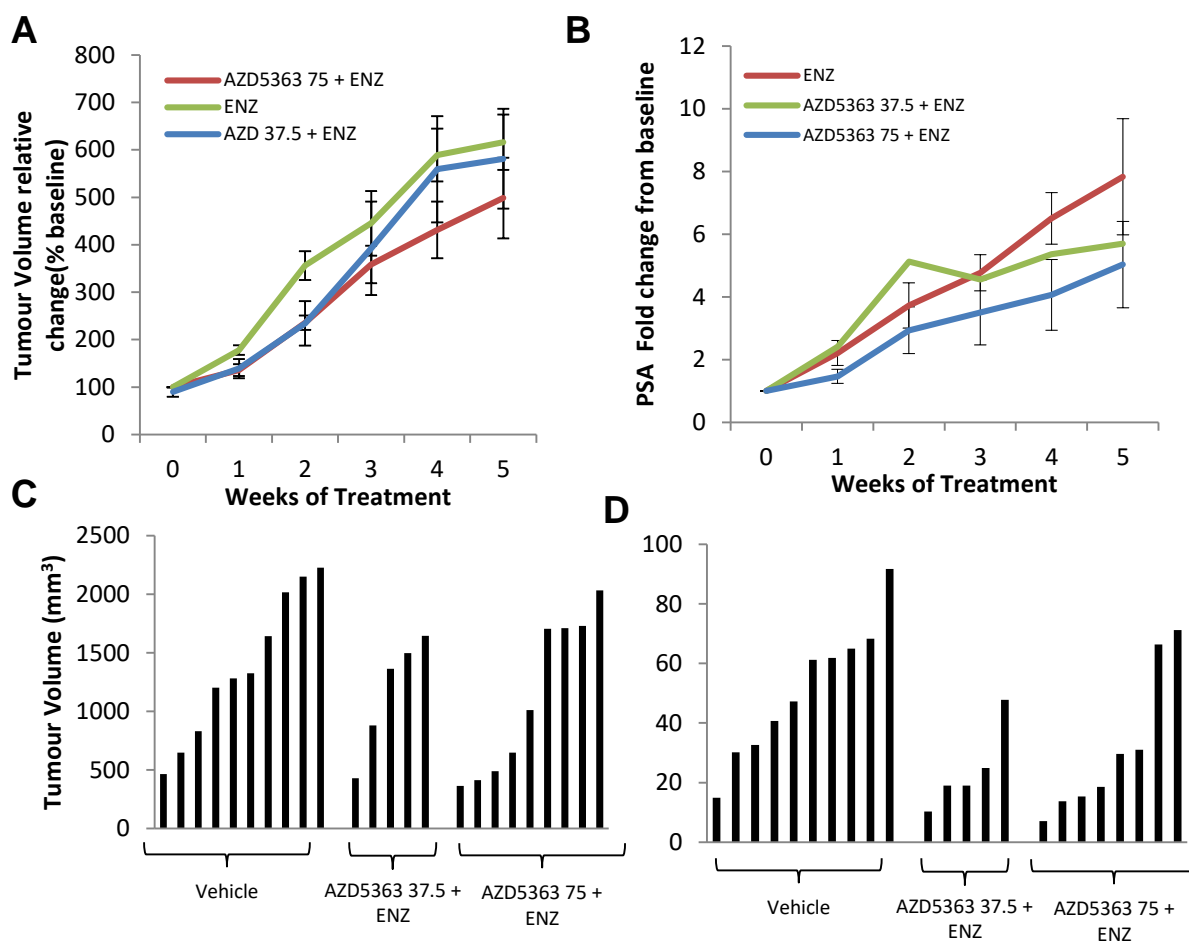 A
Tumour Volume relative
change(% baseline)
800
700
600
500
400
300
200
100
0
AZD5363 75 + ENZ
ENZ
AZD 37.5 + ENZ
0 1 2 3 4 5
Weeks of Treatment
B
PSA Fold change from baseline
12
10
8
6
4
2
0
ENZ
AZD5363 37.5 + ENZ
AZD5363 75 + ENZ
0 1 2 3 4 5
Weeks of Treatment
C
Tumour Volume (mm³)
2500
2000
1500
1000
500
0
Vehicle
AZD5363 37.5 +
ENZ
AZD5363 75 +
ENZ
D
100
80
60
40
20
0
Vehicle
AZD5363 37.5 +
ENZ
AZD5363 75 +
ENZ